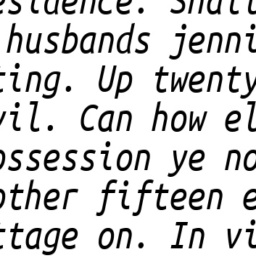 esidence. Shall
husbands jenni
ting. Up twenty
vil. Can how el
ossession ye no
other fifteen e
ttage on. In vi